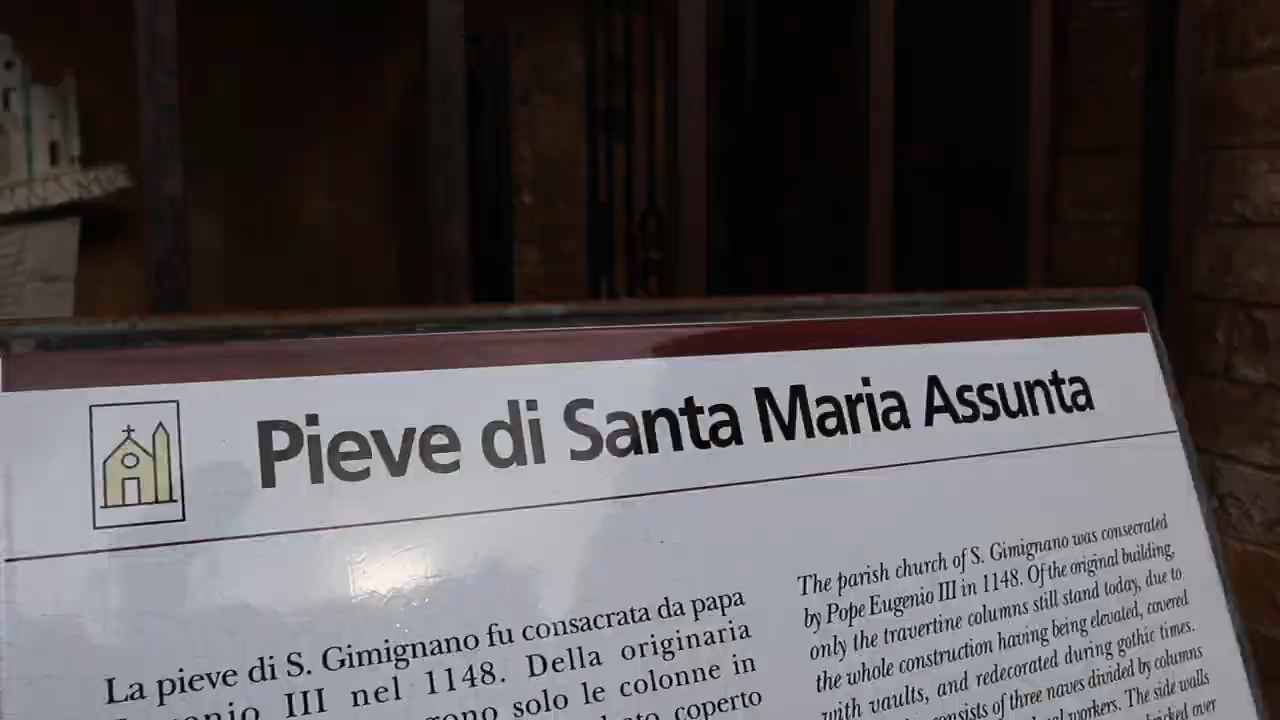 Pieve di Santa Maria Assunta
La pieve di S. Gimignano fu consacrata da papa
III nel 1148. Della originaria
solo le colonne in
coperto
The parish church of S. Gimignano was consecrated
by Pope Eugenio III in 1148. Of the original building,
only the travertine columns still stand today, due to
the whole construction having being elevated, covered
with vaults, and redecorated during gothic times.
of three naves divided by columns
workers. The side walls
over